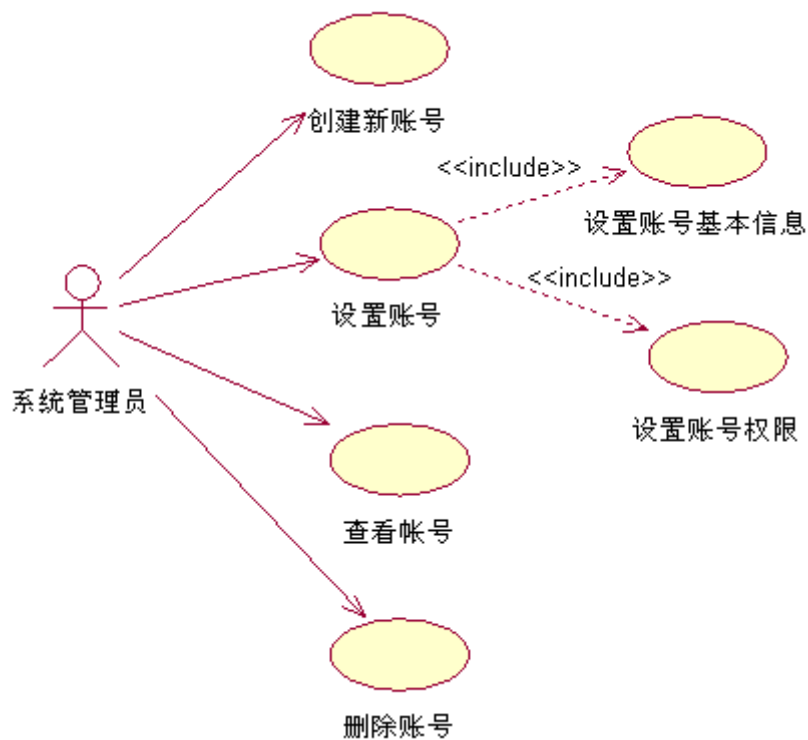 创建新账号
<<include>>
设置账号基本信息
<<include>>
设置账号
系统管理员
设置账号权限
查看帐号
删除账号